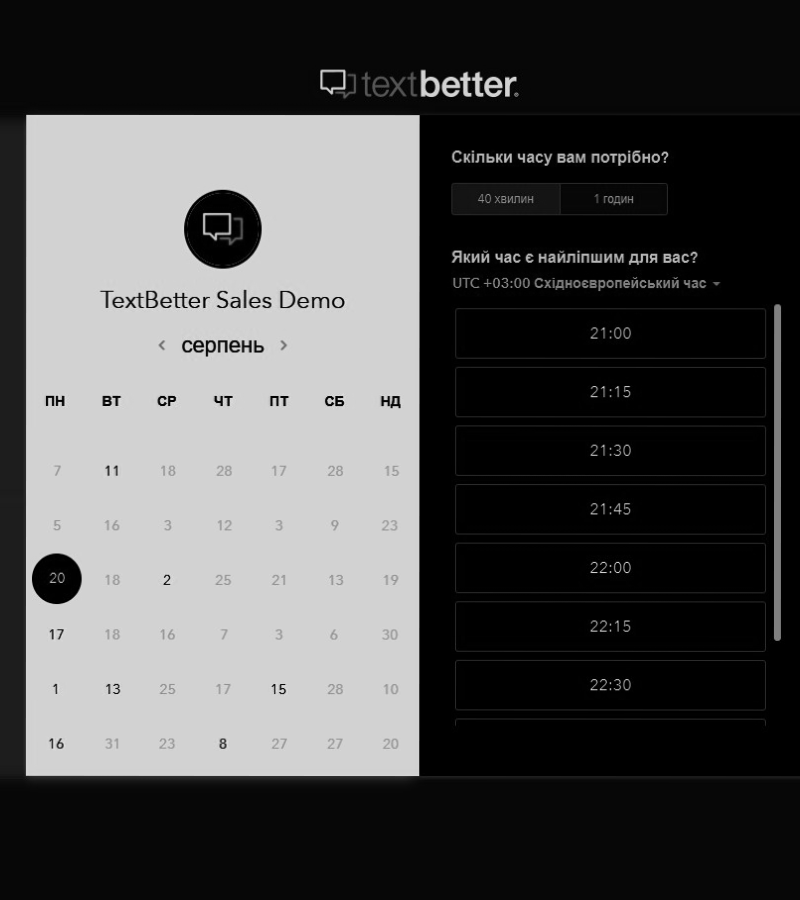 textbetter.
TextBetter Sales Demo
‹ серпень ›
ПН ВТ СР ЧТ ПТ СБ НД
7 11 18 28 17 28 15
5 16 3 12 3 9 23
20 18 2 25 21 13 19
17 18 16 7 3 6 30
1 13 25 17 15 28 10
16 31 23 8 27 27 20
Скільки часу вам потрібно?
40 хвилин 1 годин
Який час є найліпшим для вас?
UTC +03:00 Східноєвропейський час
21:00
21:15
21:30
21:45
22:00
22:15
22:30